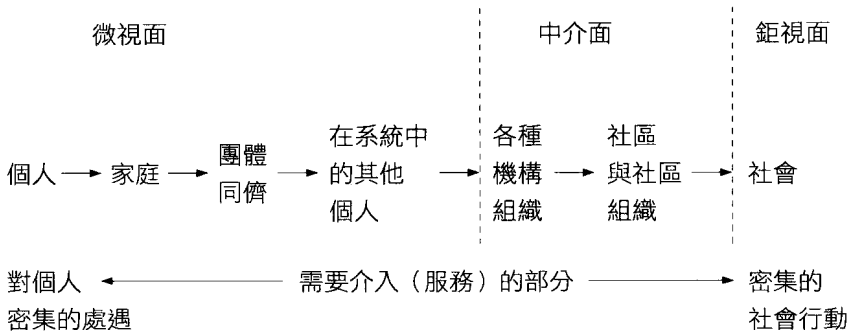 微視面 中介面 鉅視面
個人 → 家庭 → 團體同儕 → 在系統中的其他個人 → 各種機構組織 → 社區與社區組織 → 社會
對個人密集的處遇 ← 需要介入（服務）的部分 → 密集的社會行動